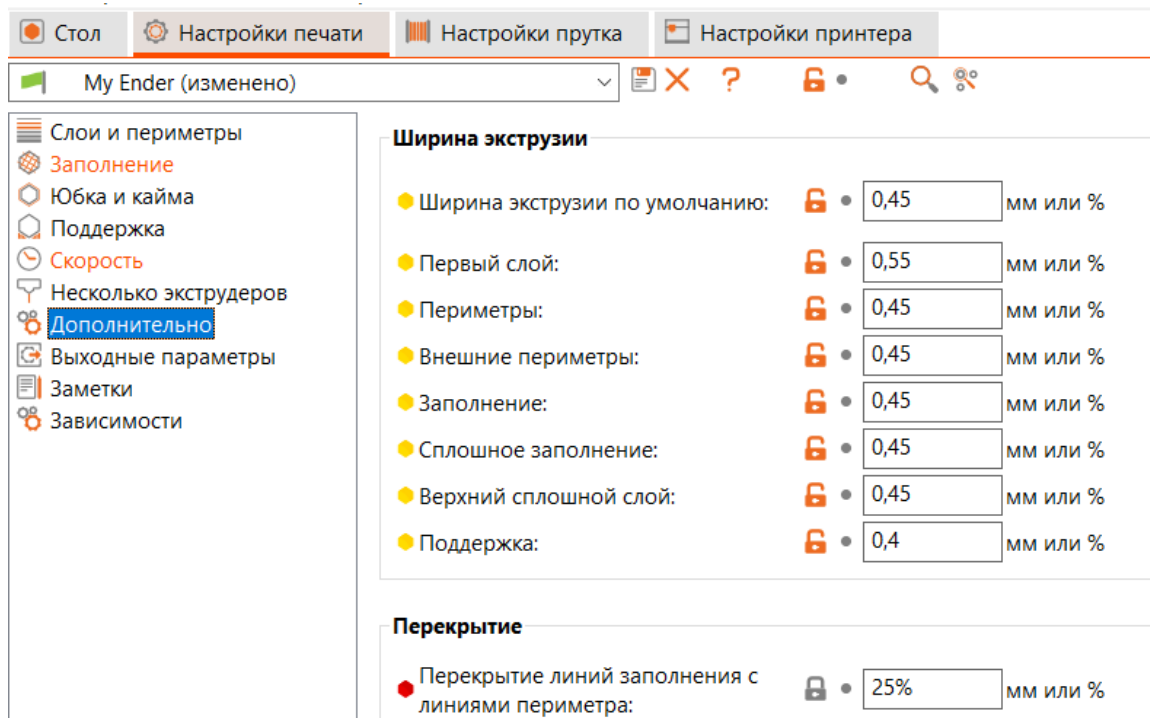 Стол Настройки печати Настройки прутка Настройки принтера
My Ender (изменено)
Слои и периметры
Заполнение
Юбка и кайма
Поддержка
Скорость
Несколько экструдеров
Дополнительно
Выходные параметры
Заметки
Зависимости
Ширина экструзии
Ширина экструзии по умолчанию: 0,45 мм или %
Первый слой: 0,55 мм или %
Периметры: 0,45 мм или %
Внешние периметры: 0,45 мм или %
Заполнение: 0,45 мм или %
Сплошное заполнение: 0,45 мм или %
Верхний сплошной слой: 0,45 мм или %
Поддержка: 0,4 мм или %
Перекрытие
Перекрытие линий заполнения с
линиями периметра: 25% мм или %